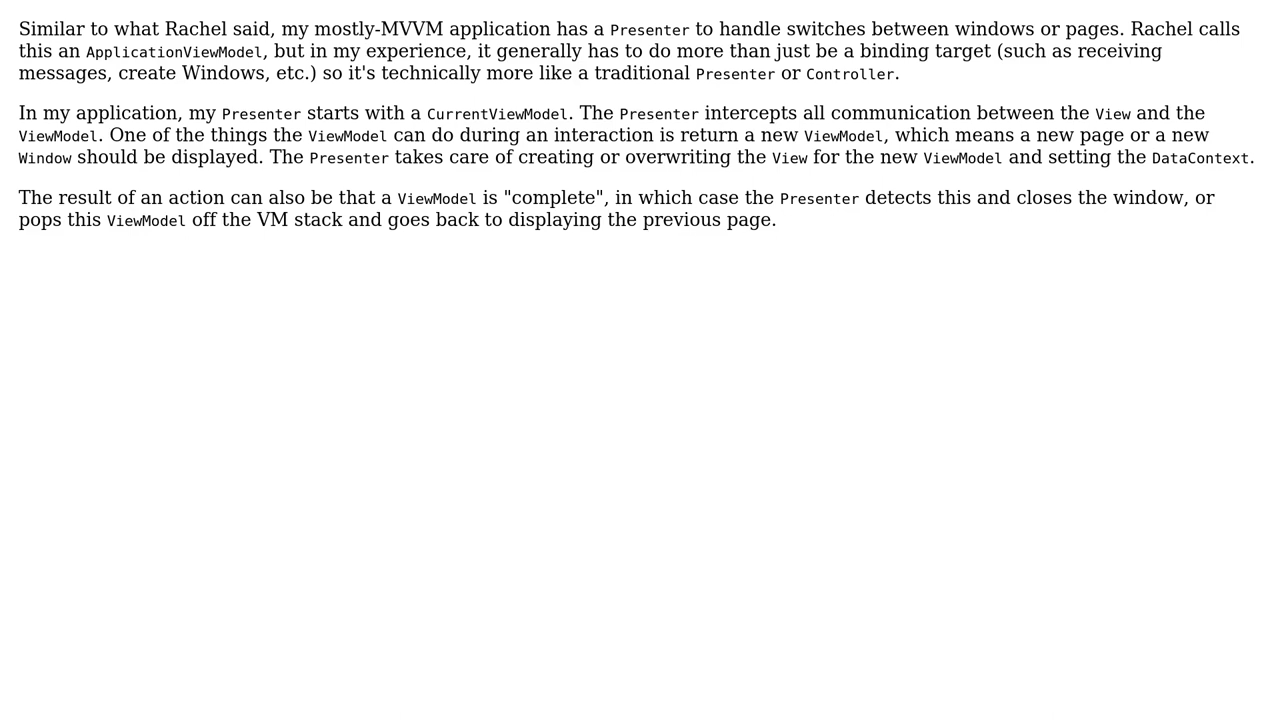 Similar to what Rachel said, my mostly-MVVM application has a Presenter to handle switches between windows or pages. Rachel calls
this an ApplicationViewModel, but in my experience, it generally has to do more than just be a binding target (such as receiving
messages, create Windows, etc.) so it's technically more like a traditional Presenter or Controller.
In my application, my Presenter starts with a CurrentViewModel. The Presenter intercepts all communication between the View and the
ViewModel. One of the things the ViewModel can do during an interaction is return a new ViewModel, which means a new page or a new
Window should be displayed. The Presenter takes care of creating or overwriting the View for the new ViewModel and setting the DataContext.
The result of an action can also be that a ViewModel is "complete", in which case the Presenter detects this and closes the window, or
pops this ViewModel off the VM stack and goes back to displaying the previous page.